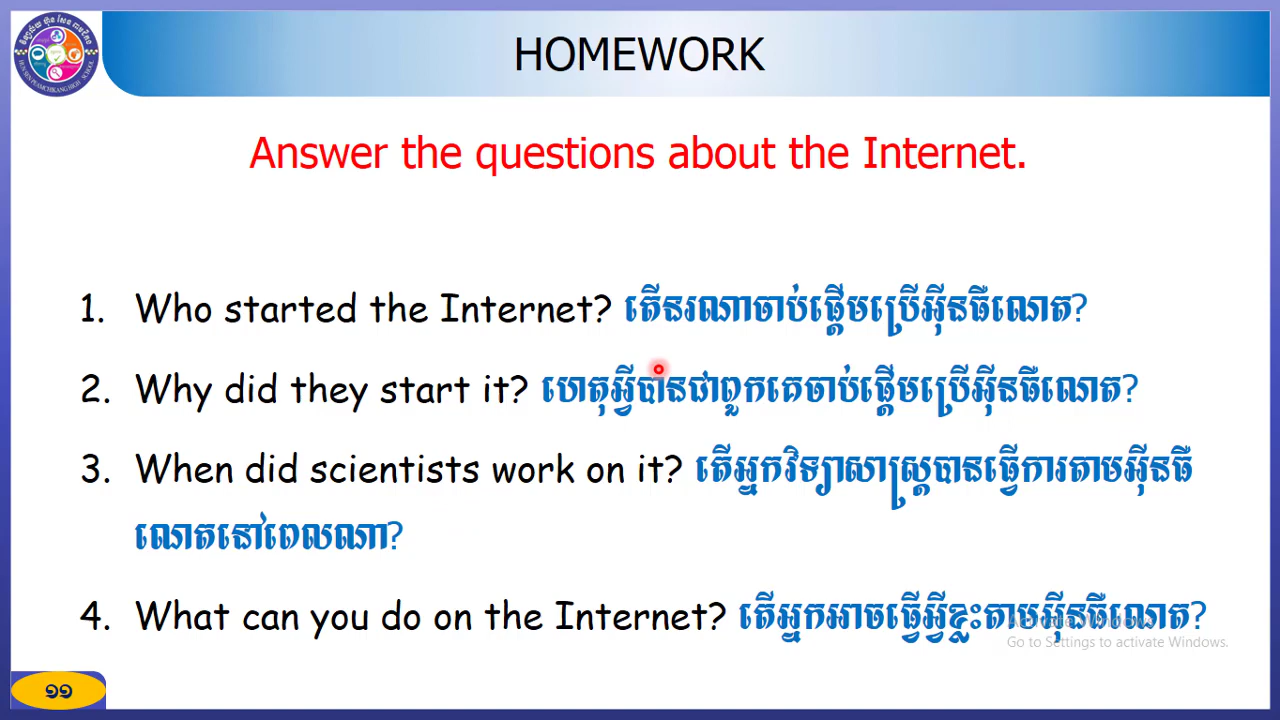 HOMEWORK
Answer the questions about the Internet.
1. Who started the Internet? តើនរណាចាប់ផ្ដើមប្រើអ៊ីនធឺណេត?
2. Why did they start it? ហេតុអ្វីបាំនជាពួកគេចាប់ផ្ដើមប្រើអ៊ីនធឺណេត?
3. When did scientists work on it? តើអ្នកវិទ្យាសាស្ត្របានធ្វើការតាមអ៊ីនធឺ
ណេតនៅពេលណា?
4. What can you do on the Internet? តើអ្នកអាចធ្វើអ្វីខ្លះតាមអ៊ីនធឺណេត?
Activate Windows
Go to Settings to activate Windows.
១១